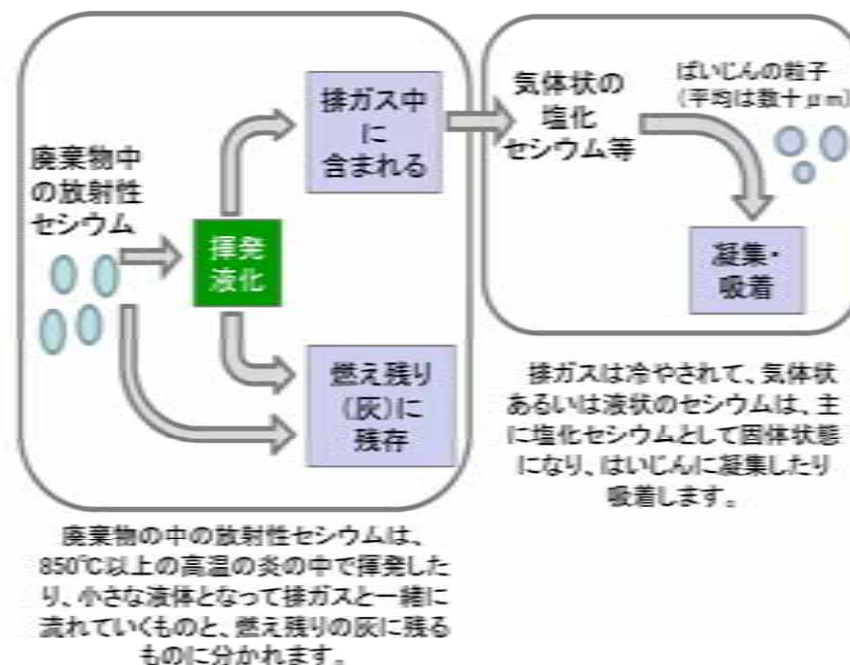 廃棄物中
の放射性
セシウム
揮発
液化
排ガス中
に
含まれる
燃え残り
(灰)に
残存
廃棄物の中の放射性セシウムは、
850℃以上の高温の炎の中で揮発した
り、小さな液体となって排ガスと一緒に
流れていくものと、燃え残りの灰に残る
ものに分かれます。
気体状の
塩化
セシウム等
ばいじんの粒子
(平均は数十μm)
凝集・
吸着
排ガスは冷やされて、気体状
あるいは液状のセシウムは、主
に塩化セシウムとして固体状態
になり、ばいじんに凝集したり
吸着します。